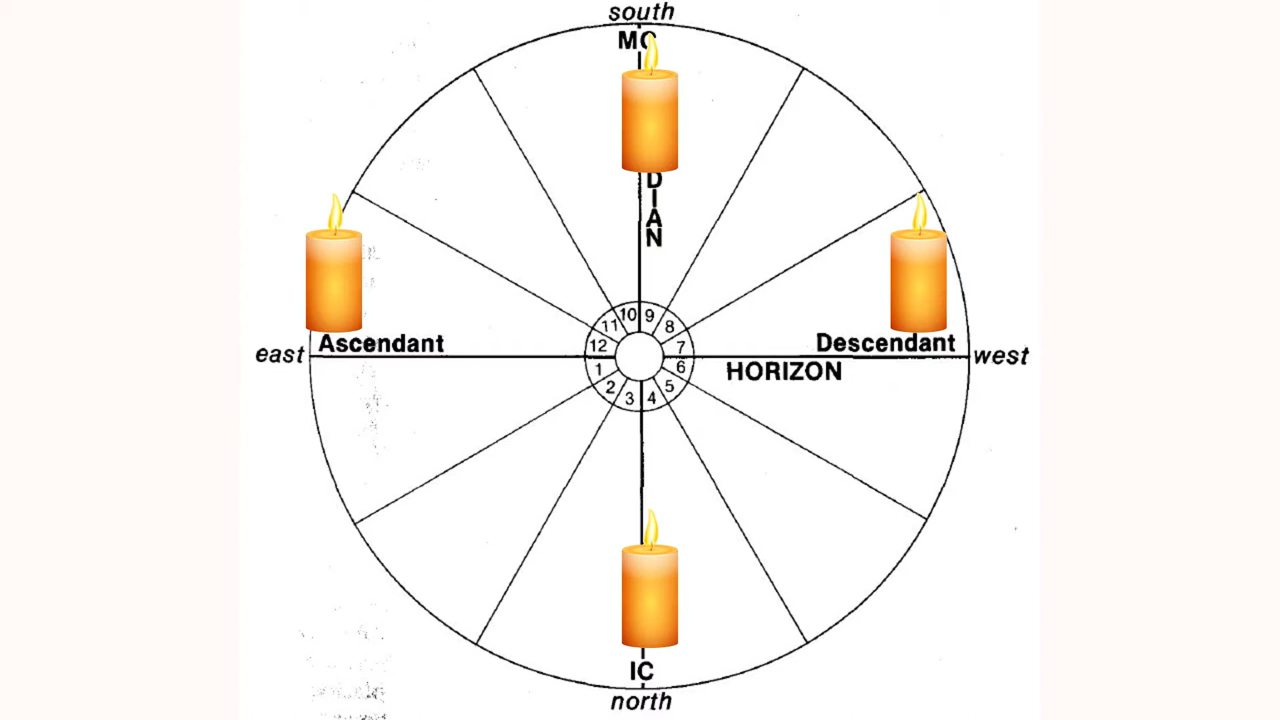 south
MC
DIAN
11 10 9 8
12 7
east Ascendant Descendant west
1 6
HORIZON
2 3 4 5
IC
north